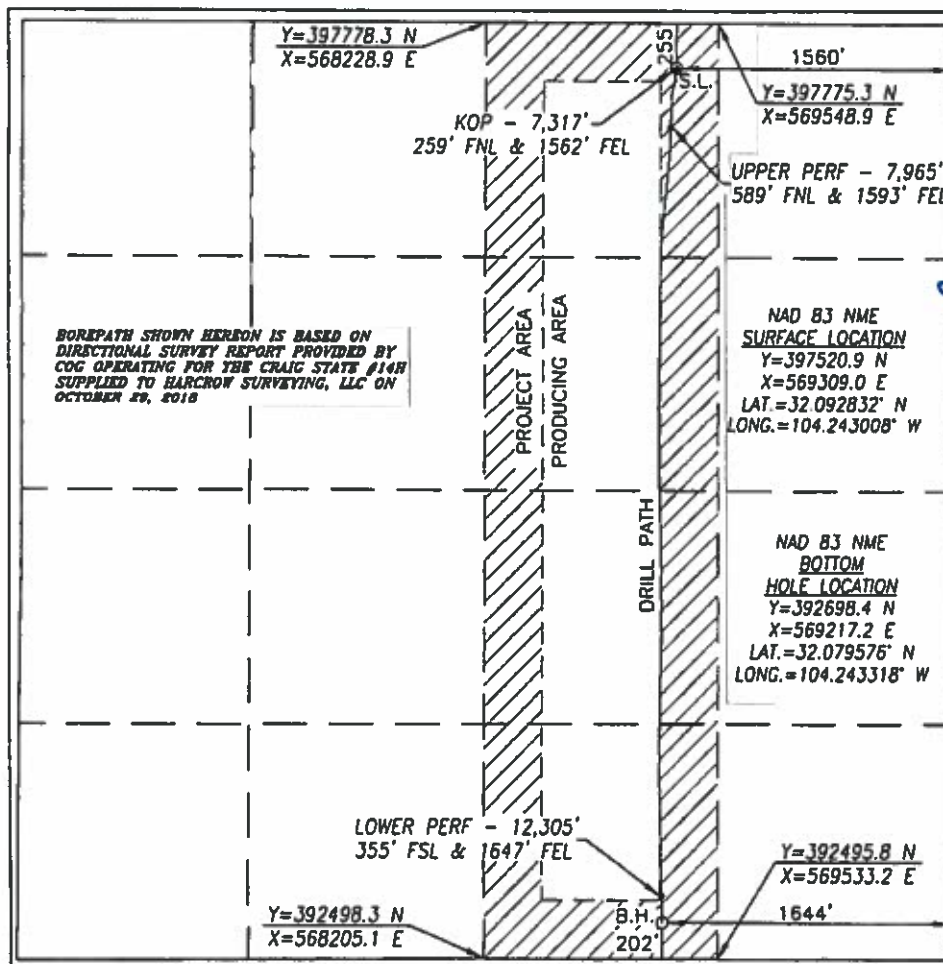 Y=397778.3 N
X=568228.9 E
255
1560'
S.L.
Y=397775.3 N
X=569548.9 E
KOP - 7,317'
259' FNL & 1562' FEL
UPPER PERF - 7,965'
589' FNL & 1593' FEL
BOREPATH SHOWN HEREON IS BASED ON
DIRECTIONAL SURVEY REPORT PROVIDED BY
COG OPERATING FOR THE CRAIG STATE #14H
SUPPLIED TO HARCROW SURVEYING, LLC ON
OCTOBER 29, 2018
PROJECT AREA
PRODUCING AREA
NAD 83 NME
SURFACE LOCATION
Y=397520.9 N
X=569309.0 E
LAT.=32.092832° N
LONG.=104.243008° W
DRILL PATH
NAD 83 NME
BOTTOM
HOLE LOCATION
Y=392698.4 N
X=569217.2 E
LAT.=32.079576° N
LONG.=104.243318° W
LOWER PERF - 12,305'
355' FSL & 1647' FEL
Y=392495.8 N
X=569533.2 E
Y=392498.3 N
X=568205.1 E
B.H.
202'
1644'